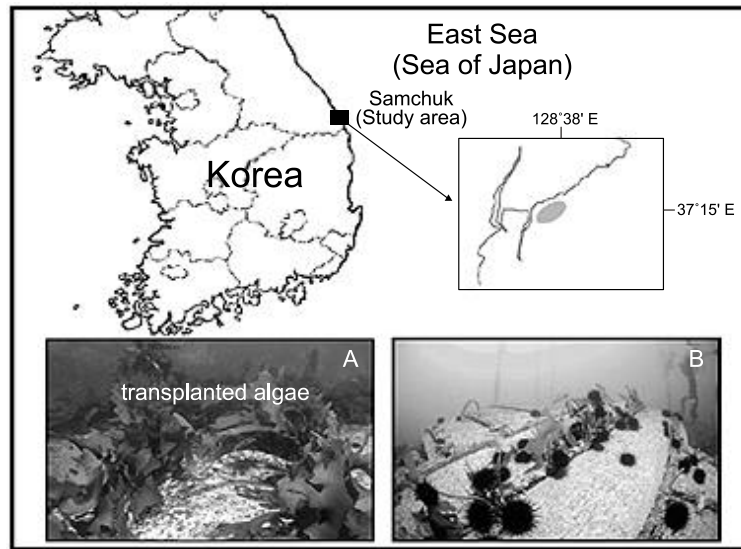 East Sea
(Sea of Japan)
Samchuk
(Study area)
128˚38' E
Korea
37˚15' E
A
transplanted algae
B